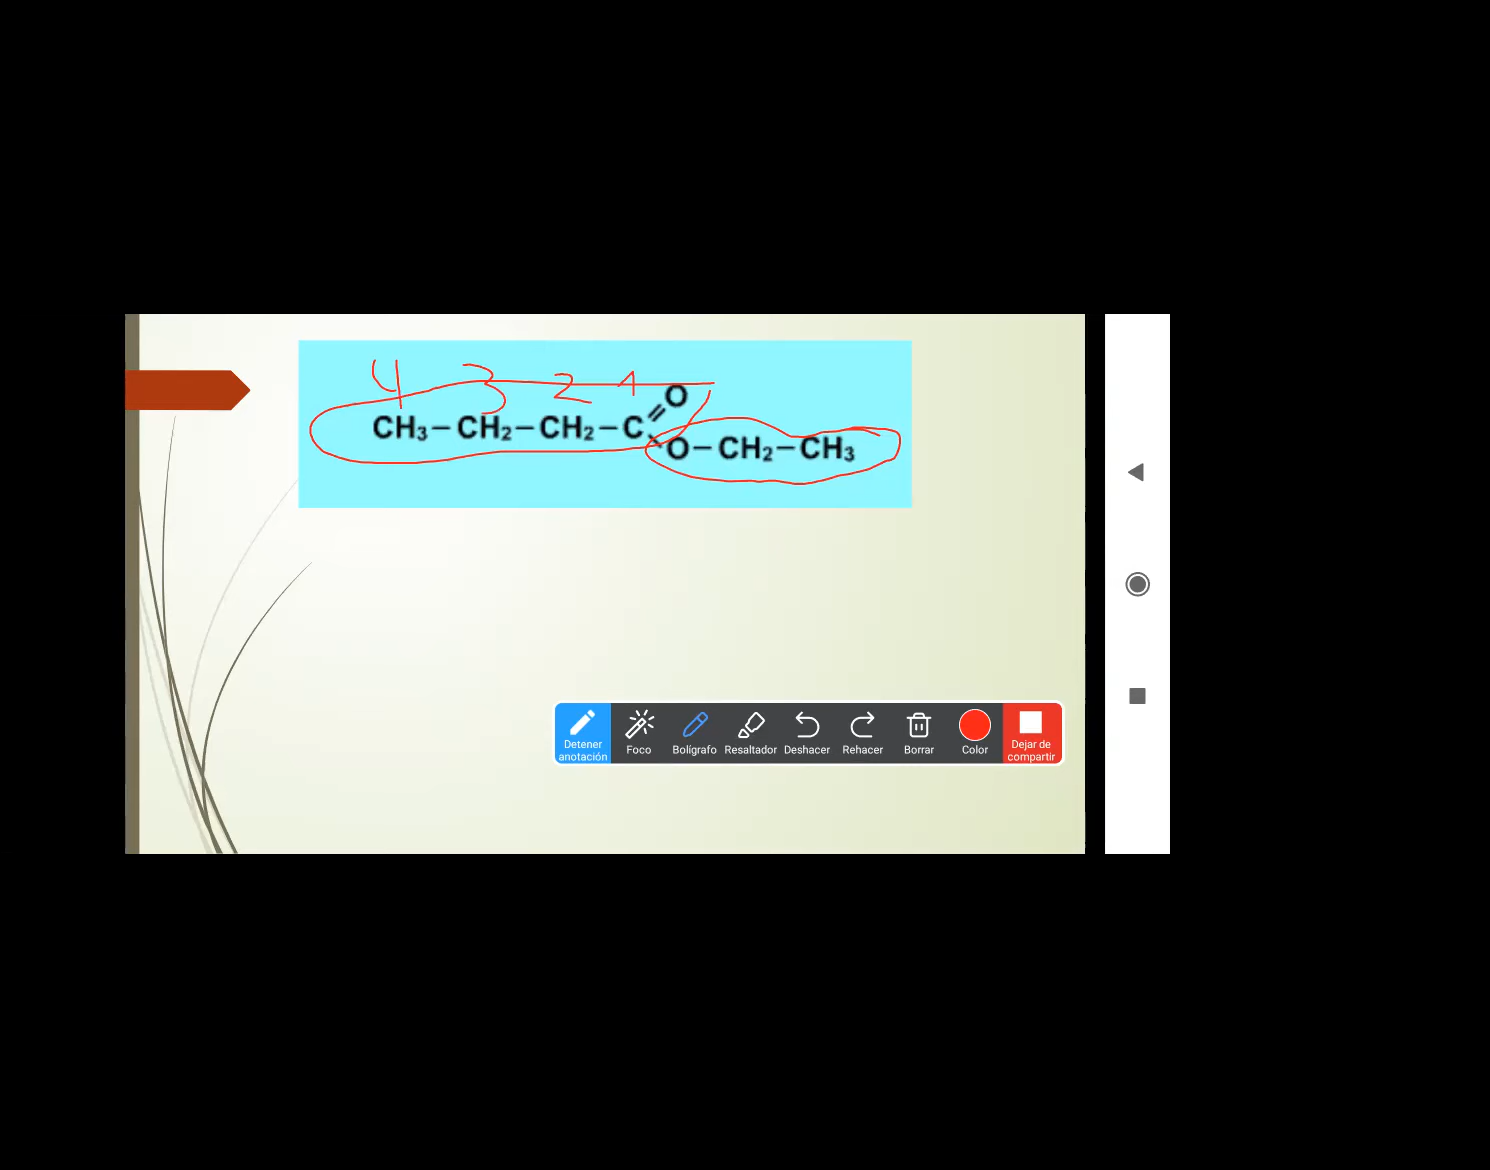 4 3 2 1
O
CH₃–CH₂–CH₂–C
O–CH₂–CH₃
Detener anotación
Foco
Bolígrafo
Resaltador
Deshacer
Rehacer
Borrar
Color
Dejar de compartir